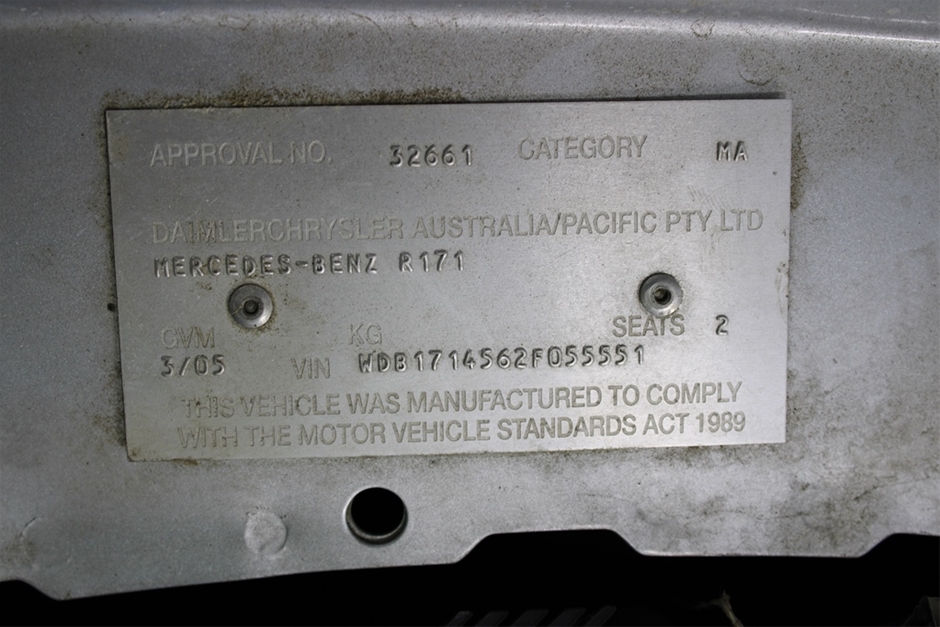 APPROVAL NO. 32661 CATEGORY MA
DAIMLERCHRYSLER AUSTRALIA/PACIFIC PTY LTD
MERCEDES-BENZ R171
GVM KG SEATS 2
3/05 VIN WDB1714562F055551
THIS VEHICLE WAS MANUFACTURED TO COMPLY
WITH THE MOTOR VEHICLE STANDARDS ACT 1989